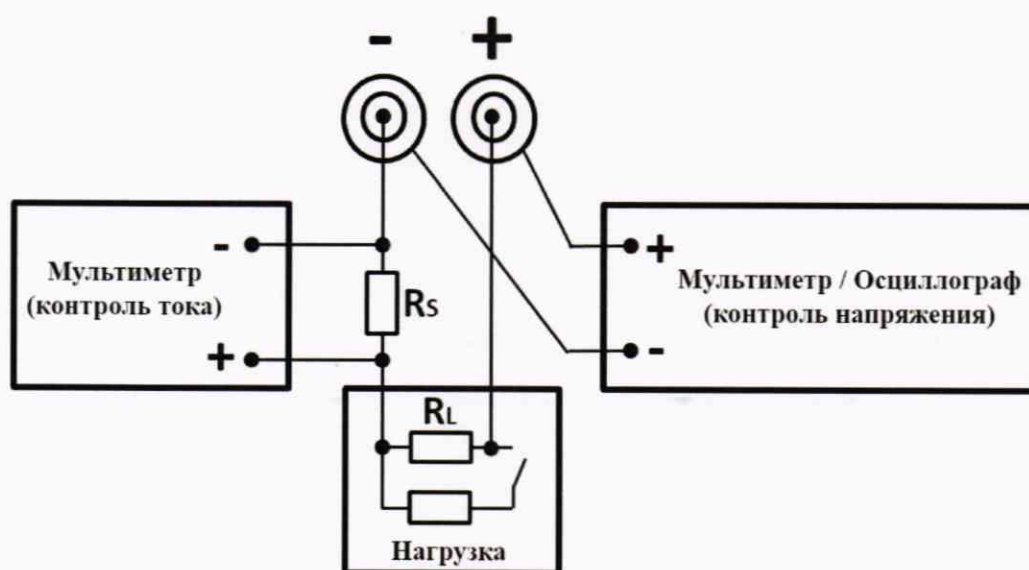 - +
- +
Мультиметр
(контроль тока)
+
Rs
Мультиметр / Осциллограф
(контроль напряжения)
-
RL
Нагрузка